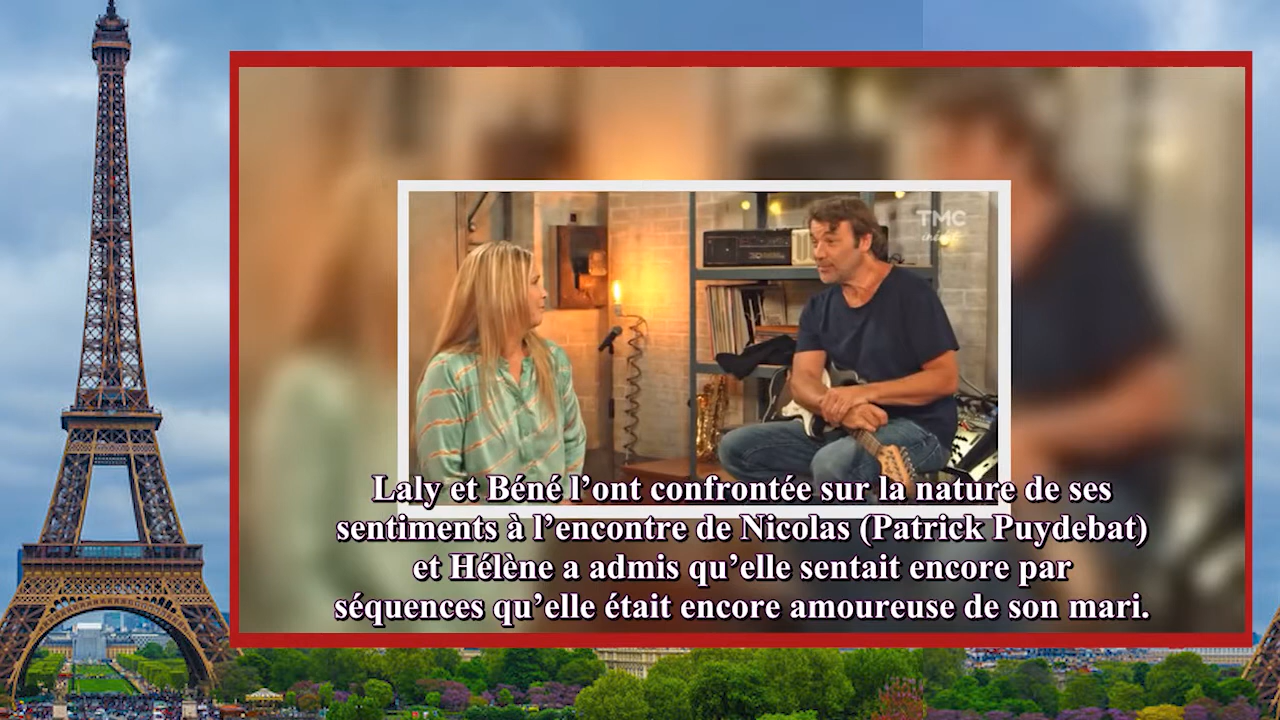 TMC
inédit
Laly et Béné l’ont confrontée sur la nature de ses
sentiments à l’encontre de Nicolas (Patrick Puydebat)
et Hélène a admis qu’elle sentait encore par
séquences qu’elle était encore amoureuse de son mari.